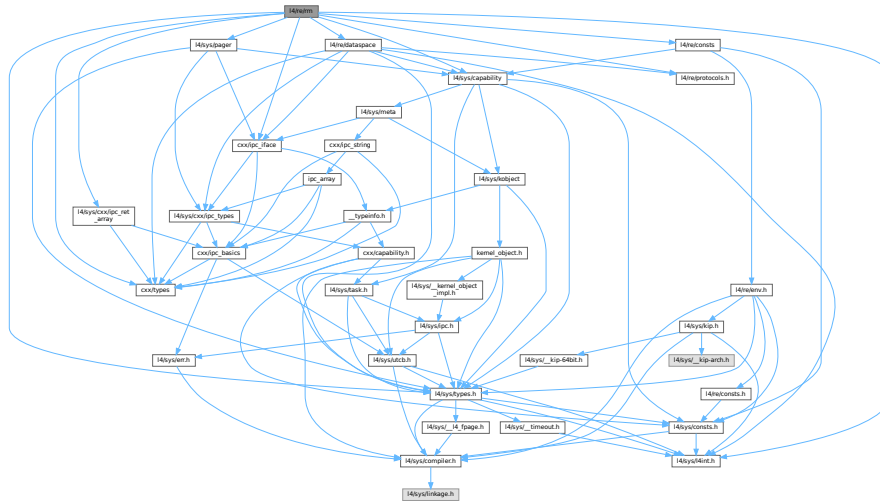 l4/re/rm
l4/sys/pager
l4/re/dataspace
l4/re/consts
l4/sys/capability
l4/re/protocols.h
l4/sys/meta
cxx/ipc_iface
cxx/ipc_string
ipc_array
l4/sys/kobject
l4/sys/cxx/ipc_ret
_array
l4/sys/cxx/ipc_types
__typeinfo.h
cxx/ipc_basics
cxx/capability.h
kernel_object.h
cxx/types
l4/sys/task.h
l4/sys/__kernel_object
_impl.h
l4/re/env.h
l4/sys/ipc.h
l4/sys/kip.h
l4/sys/err.h
l4/sys/utcb.h
l4/sys/__kip-64bit.h
l4/sys/__kip-arch.h
l4/sys/types.h
l4/re/consts.h
l4/sys/__l4_fpage.h
l4/sys/__timeout.h
l4/sys/consts.h
l4/sys/compiler.h
l4/sys/l4int.h
l4/sys/linkage.h